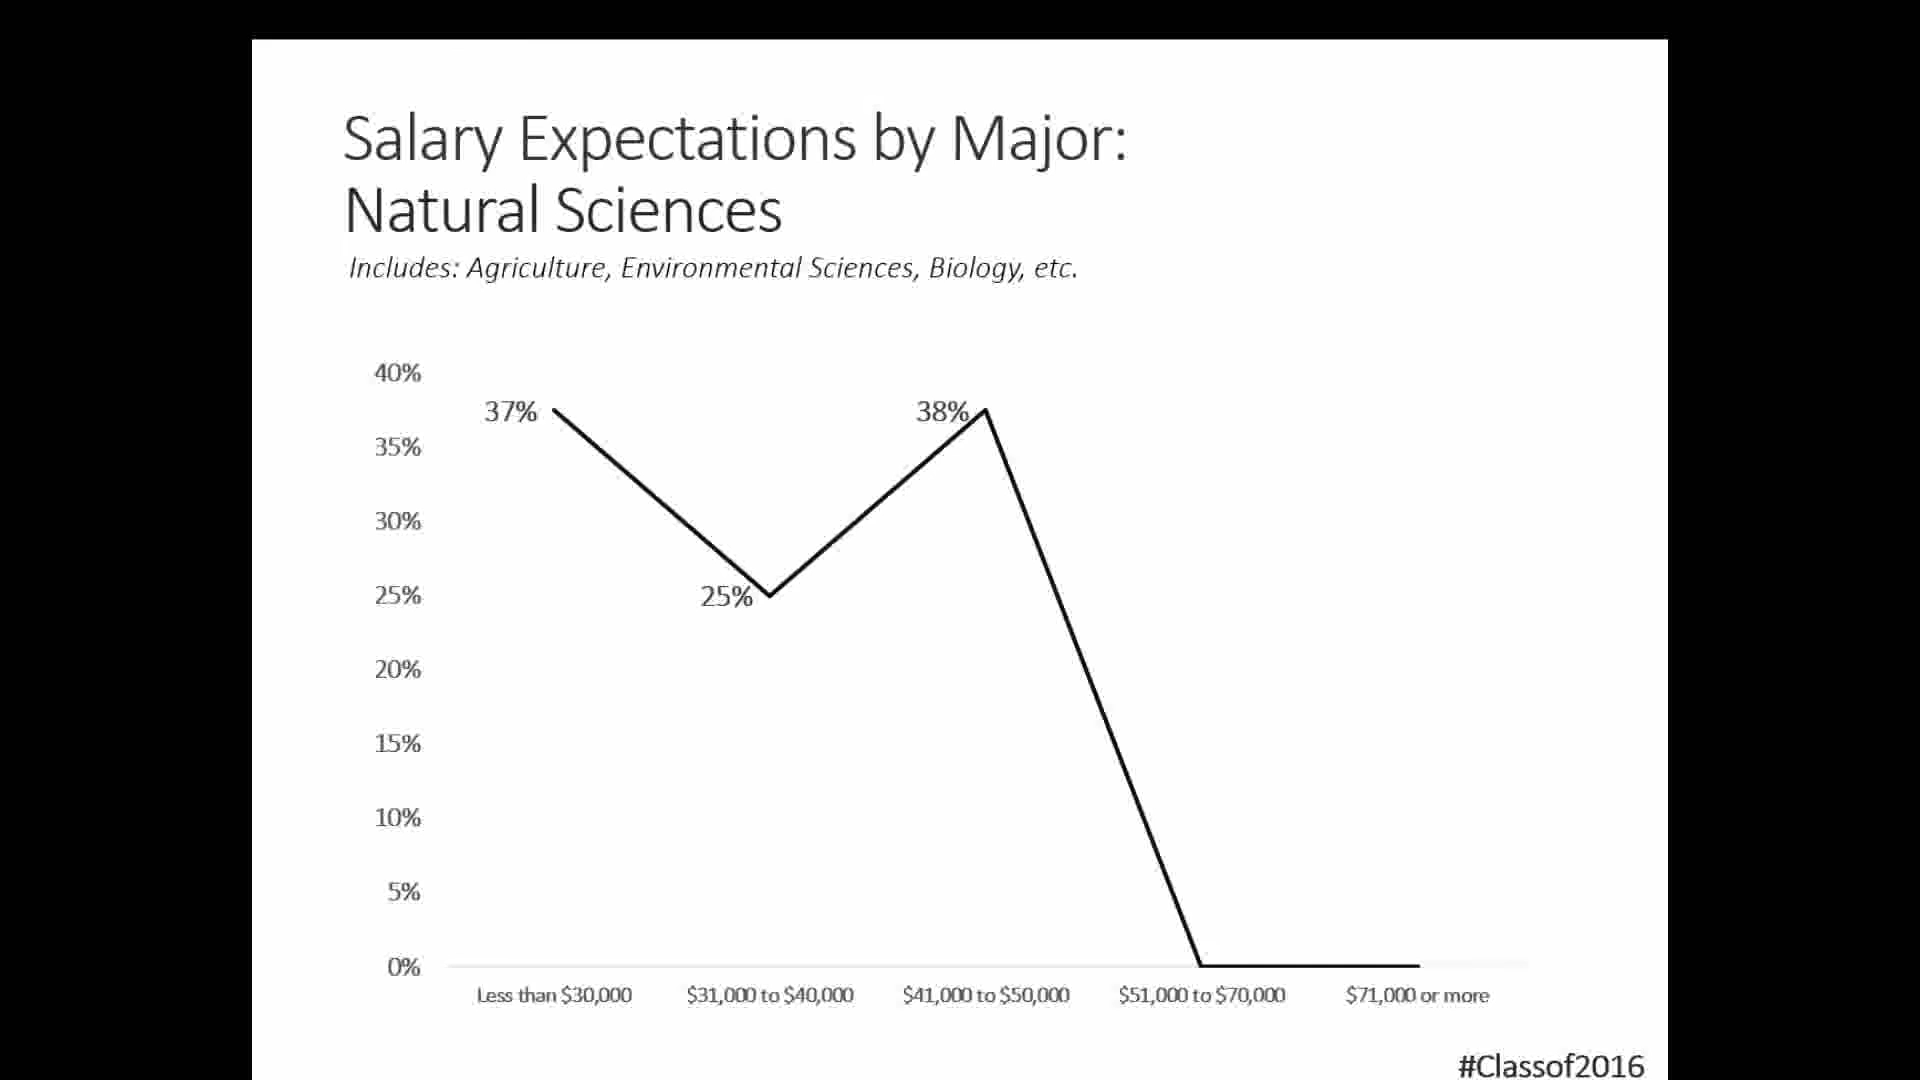 Salary Expectations by Major:
Natural Sciences
Includes: Agriculture, Environmental Sciences, Biology, etc.
40%
37%
38%
35%
30%
25%
25%
20%
15%
10%
5%
0%
Less than $30,000
$31,000 to $40,000
$41,000 to $50,000
$51,000 to $70,000
$71,000 or more
#Classof2016